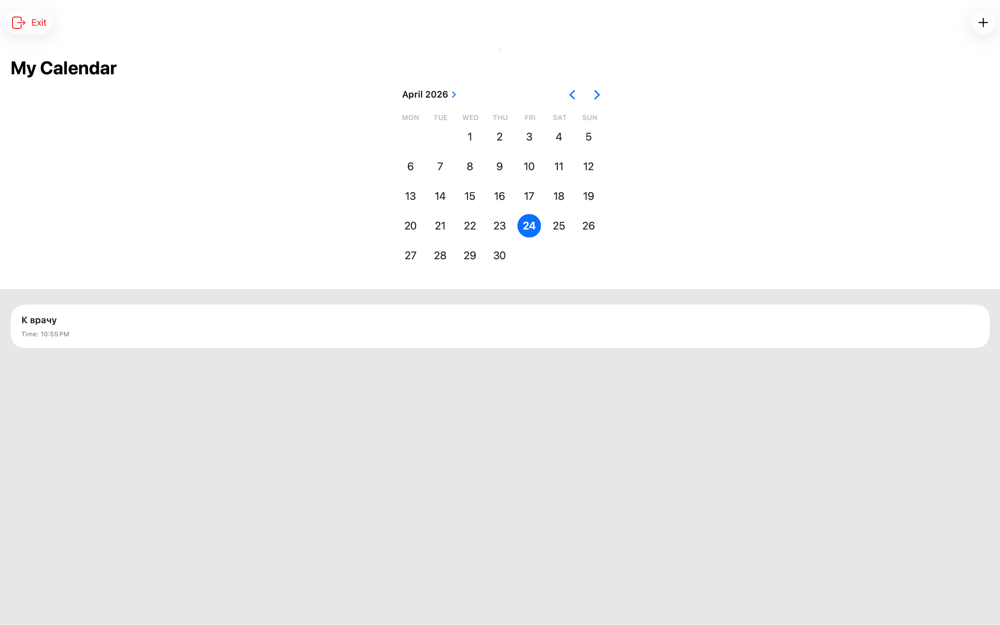 Exit
+
My Calendar
April 2026 >
< >
MON TUE WED THU FRI SAT SUN
1 2 3 4 5
6 7 8 9 10 11 12
13 14 15 16 17 18 19
20 21 22 23 24 25 26
27 28 29 30
К врачу
Time: 10:55 PM